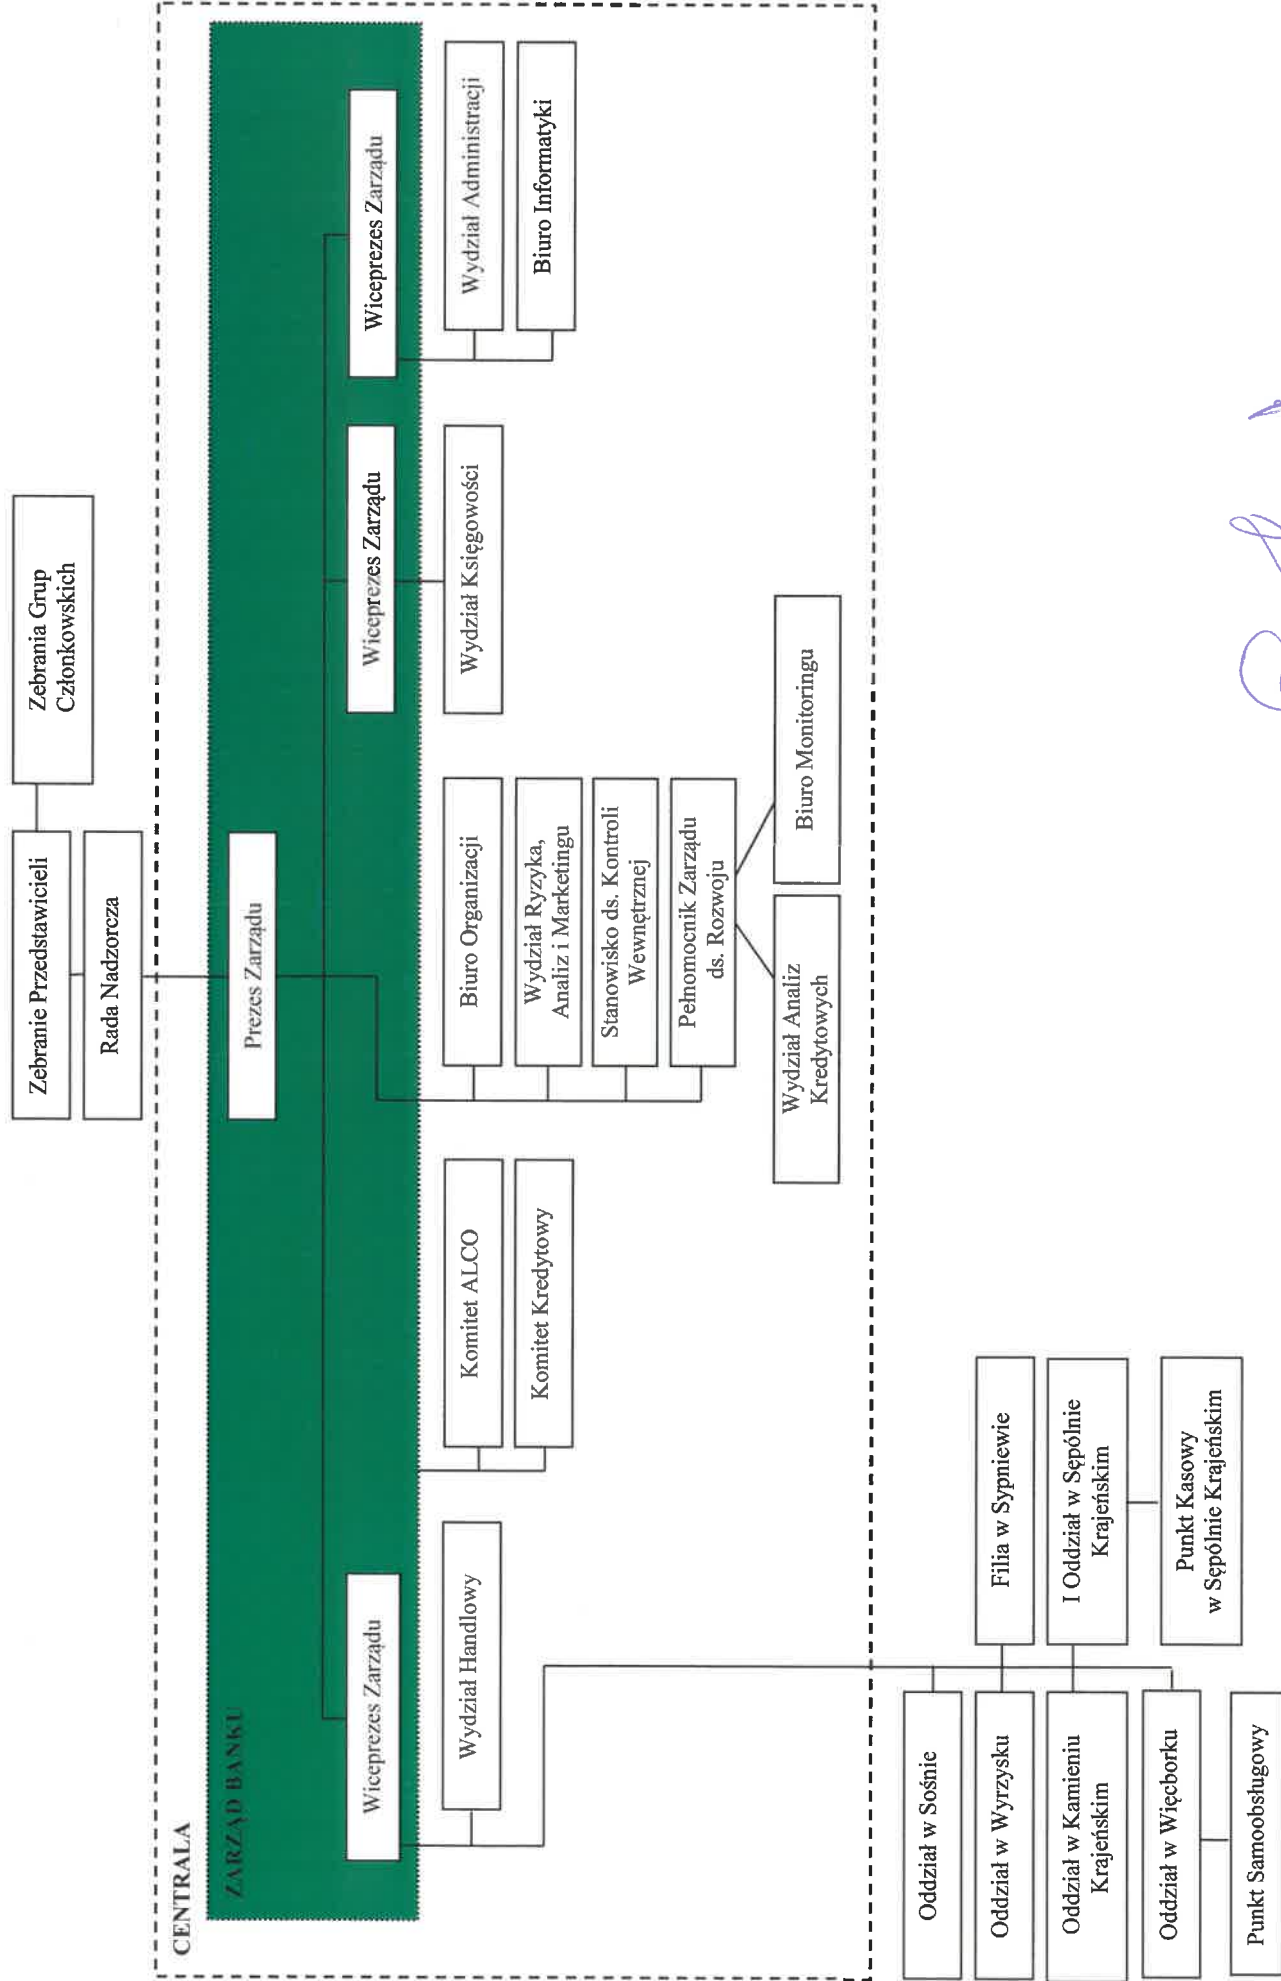 Zebranie Przedstawicieli
Zebrania Grup
Członkowskich
Rada Nadzorcza
CENTRALA
ZARZĄD BANKU
Prezes Zarządu
Wiceprezes Zarządu
Wiceprezes Zarządu
Wiceprezes Zarządu
Wydział Handlowy
Komitet ALCO
Komitet Kredytowy
Biuro Organizacji
Wydział Ryzyka,
Analiz i Marketingu
Stanowisko ds. Kontroli
Wewnętrznej
Pełnomocnik Zarządu
ds. Rozwoju
Wydział Analiz
Kredytowych
Biuro Monitoringu
Wydział Księgowości
Wydział Administracji
Biuro Informatyki
Oddział w Sośnie
Oddział w Wyrzysku
Filia w Sypniewie
Oddział w Kamieniu
Krajeńskim
I Oddział w Sępólnie
Krajeńskim
Oddział w Więcborku
Punkt Kasowy
w Sępólnie Krajeńskim
Punkt Samoobsługowy